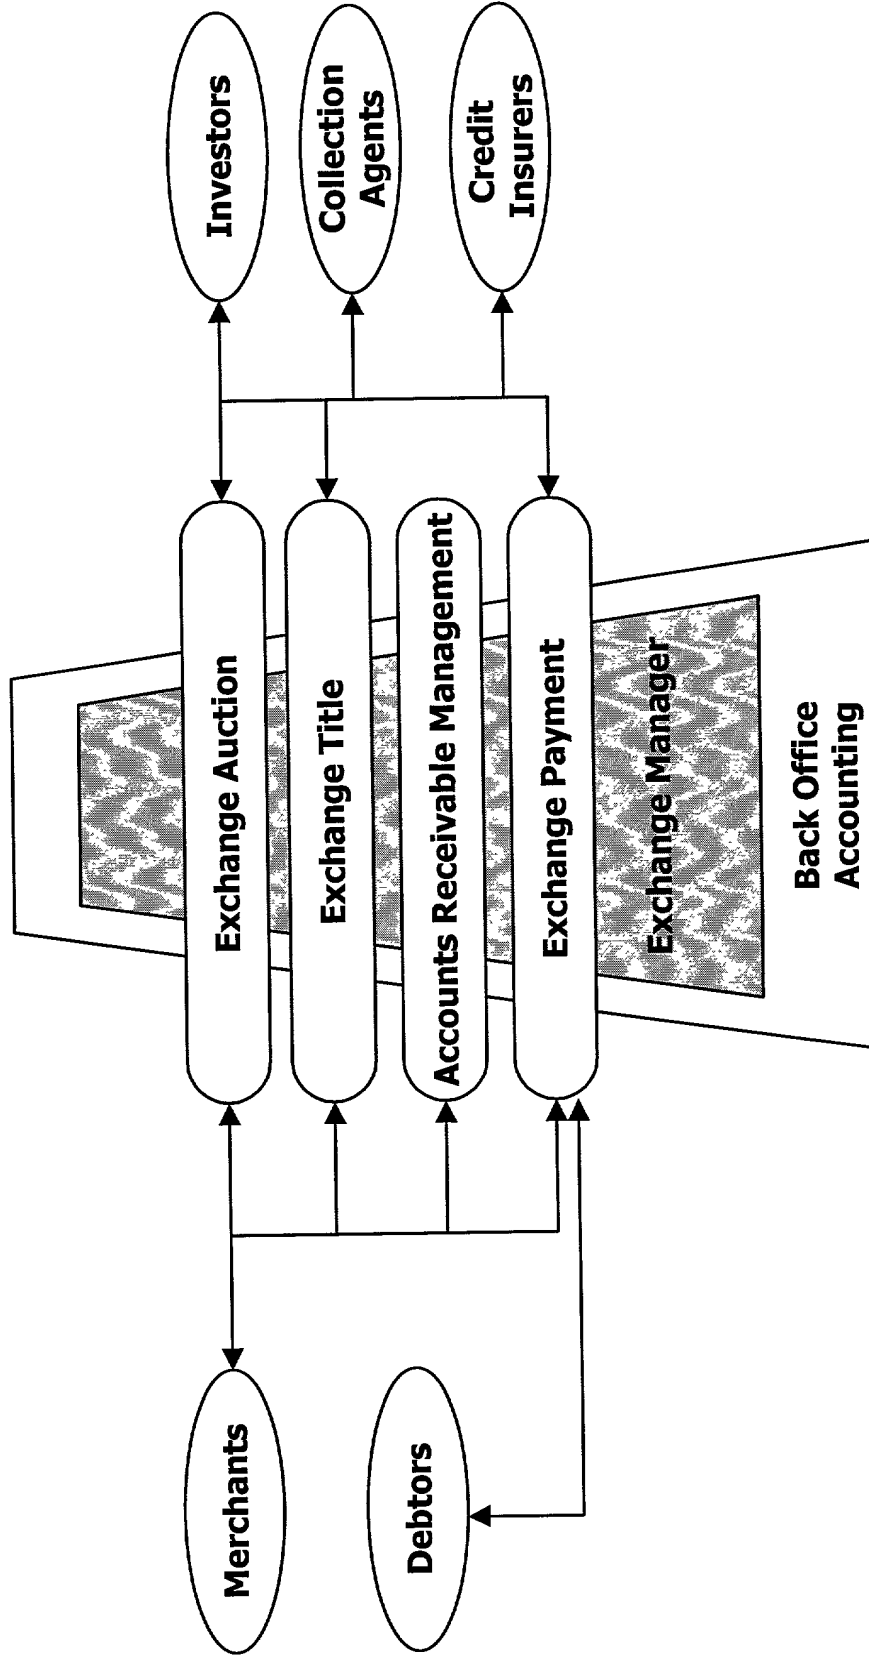 Merchants
Debtors
Exchange Auction
Exchange Title
Accounts Receivable Management
Exchange Payment
Exchange Manager
Back Office
Accounting
Investors
Collection
Agents
Credit
Insurers